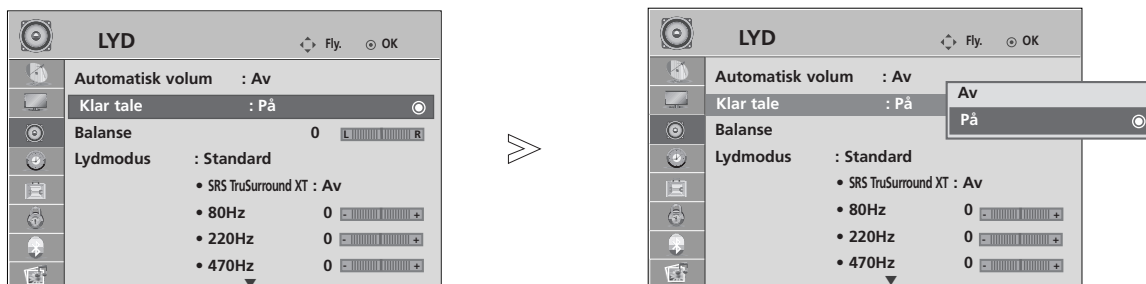 LYD Fly. OK
Automatisk volum : Av
Klar tale : På
Balanse 0 L R
Lydmodus : Standard
• SRS TruSurround XT : Av
• 80Hz 0 - +
• 220Hz 0 - +
• 470Hz 0 - +
LYD Fly. OK
Automatisk volum : Av
Klar tale : På
Balanse
Lydmodus : Standard
• SRS TruSurround XT : Av
• 80Hz 0 - +
• 220Hz 0 - +
• 470Hz 0 - +
Av
På